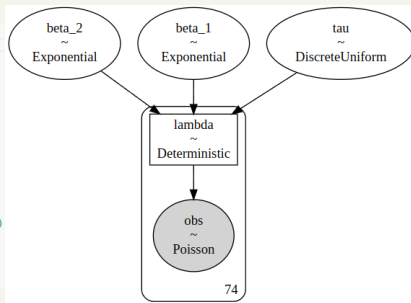 beta_2
~
Exponential
beta_1
~
Exponential
tau
~
DiscreteUniform
lambda
~
Deterministic
obs
~
Poisson
74